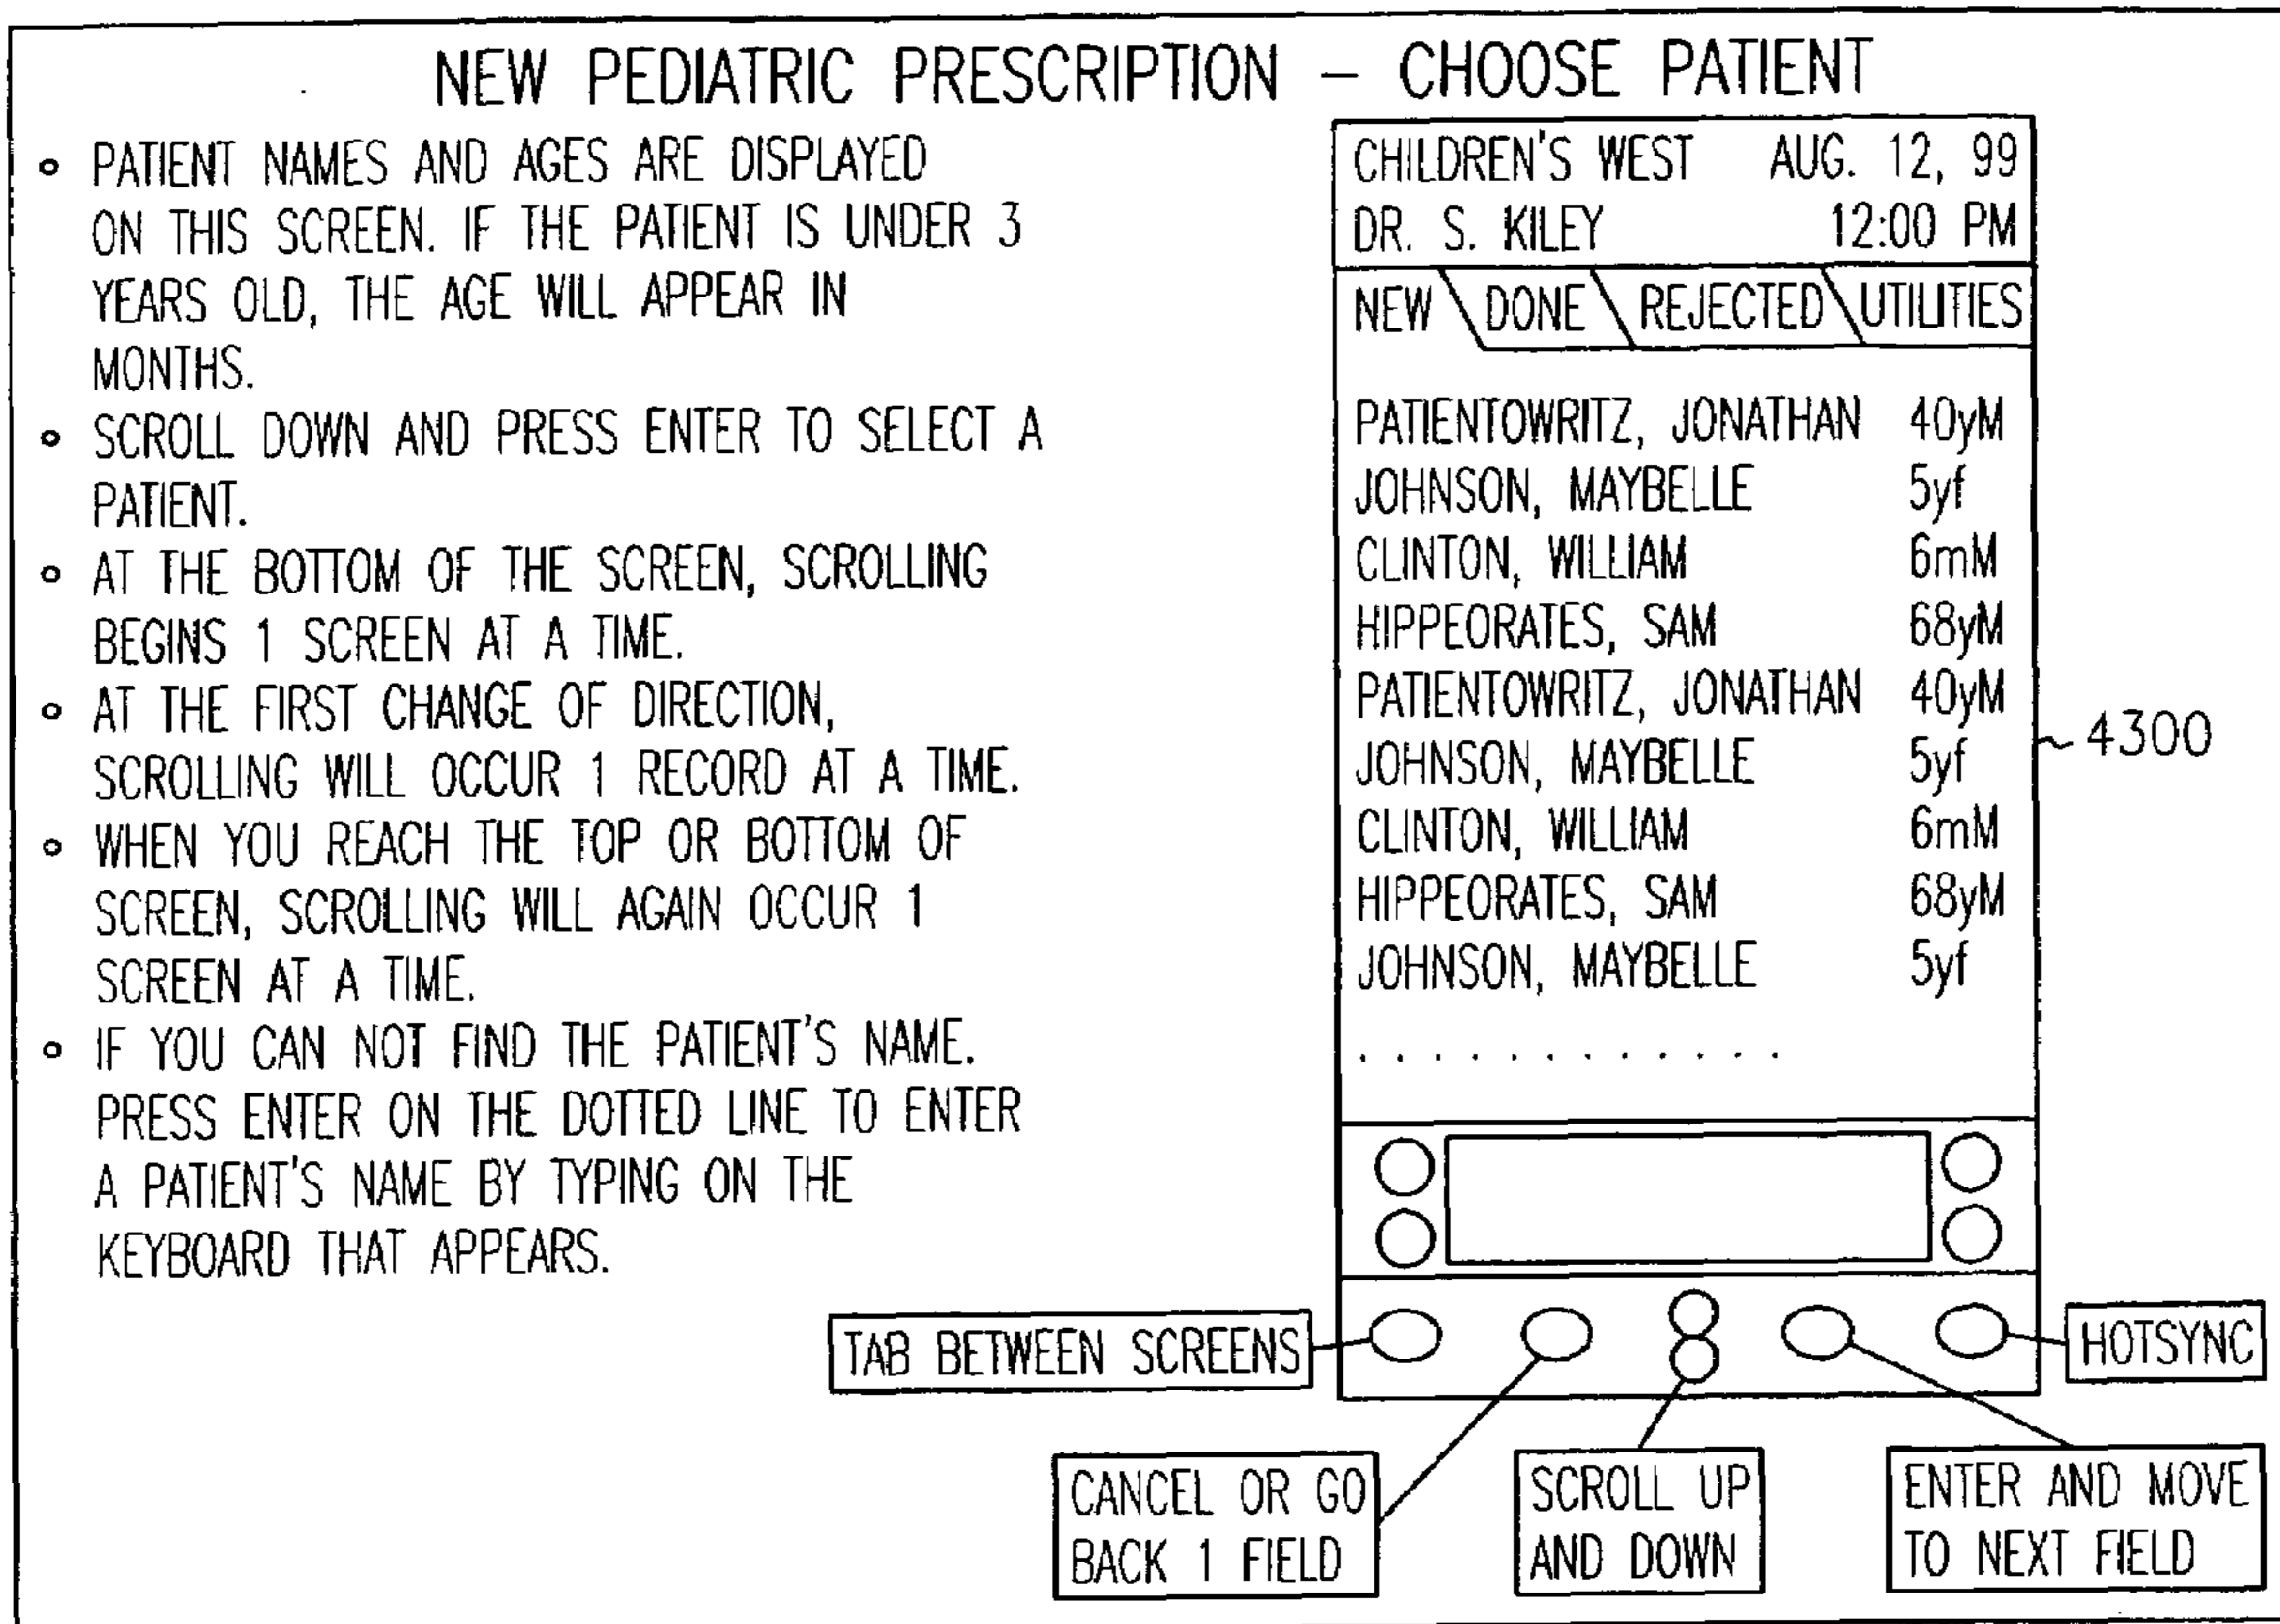 NEW PEDIATRIC PRESCRIPTION – CHOOSE PATIENT
∘ PATIENT NAMES AND AGES ARE DISPLAYED
ON THIS SCREEN. IF THE PATIENT IS UNDER 3
YEARS OLD, THE AGE WILL APPEAR IN
MONTHS.
∘ SCROLL DOWN AND PRESS ENTER TO SELECT A
PATIENT.
∘ AT THE BOTTOM OF THE SCREEN, SCROLLING
BEGINS 1 SCREEN AT A TIME.
∘ AT THE FIRST CHANGE OF DIRECTION,
SCROLLING WILL OCCUR 1 RECORD AT A TIME.
∘ WHEN YOU REACH THE TOP OR BOTTOM OF
SCREEN, SCROLLING WILL AGAIN OCCUR 1
SCREEN AT A TIME.
∘ IF YOU CAN NOT FIND THE PATIENT'S NAME.
PRESS ENTER ON THE DOTTED LINE TO ENTER
A PATIENT'S NAME BY TYPING ON THE
KEYBOARD THAT APPEARS.
CHILDREN'S WEST AUG. 12, 99
DR. S. KILEY 12:00 PM
NEW DONE REJECTED UTILITIES
PATIENTOWRITZ, JONATHAN 40yM
JOHNSON, MAYBELLE 5yf
CLINTON, WILLIAM 6mM
HIPPEORATES, SAM 68yM
PATIENTOWRITZ, JONATHAN 40yM
JOHNSON, MAYBELLE 5yf
CLINTON, WILLIAM 6mM
HIPPEORATES, SAM 68yM
JOHNSON, MAYBELLE 5yf
. . . . . . . . . . . .
4300
TAB BETWEEN SCREENS
HOTSYNC
CANCEL OR GO
BACK 1 FIELD
SCROLL UP
AND DOWN
ENTER AND MOVE
TO NEXT FIELD